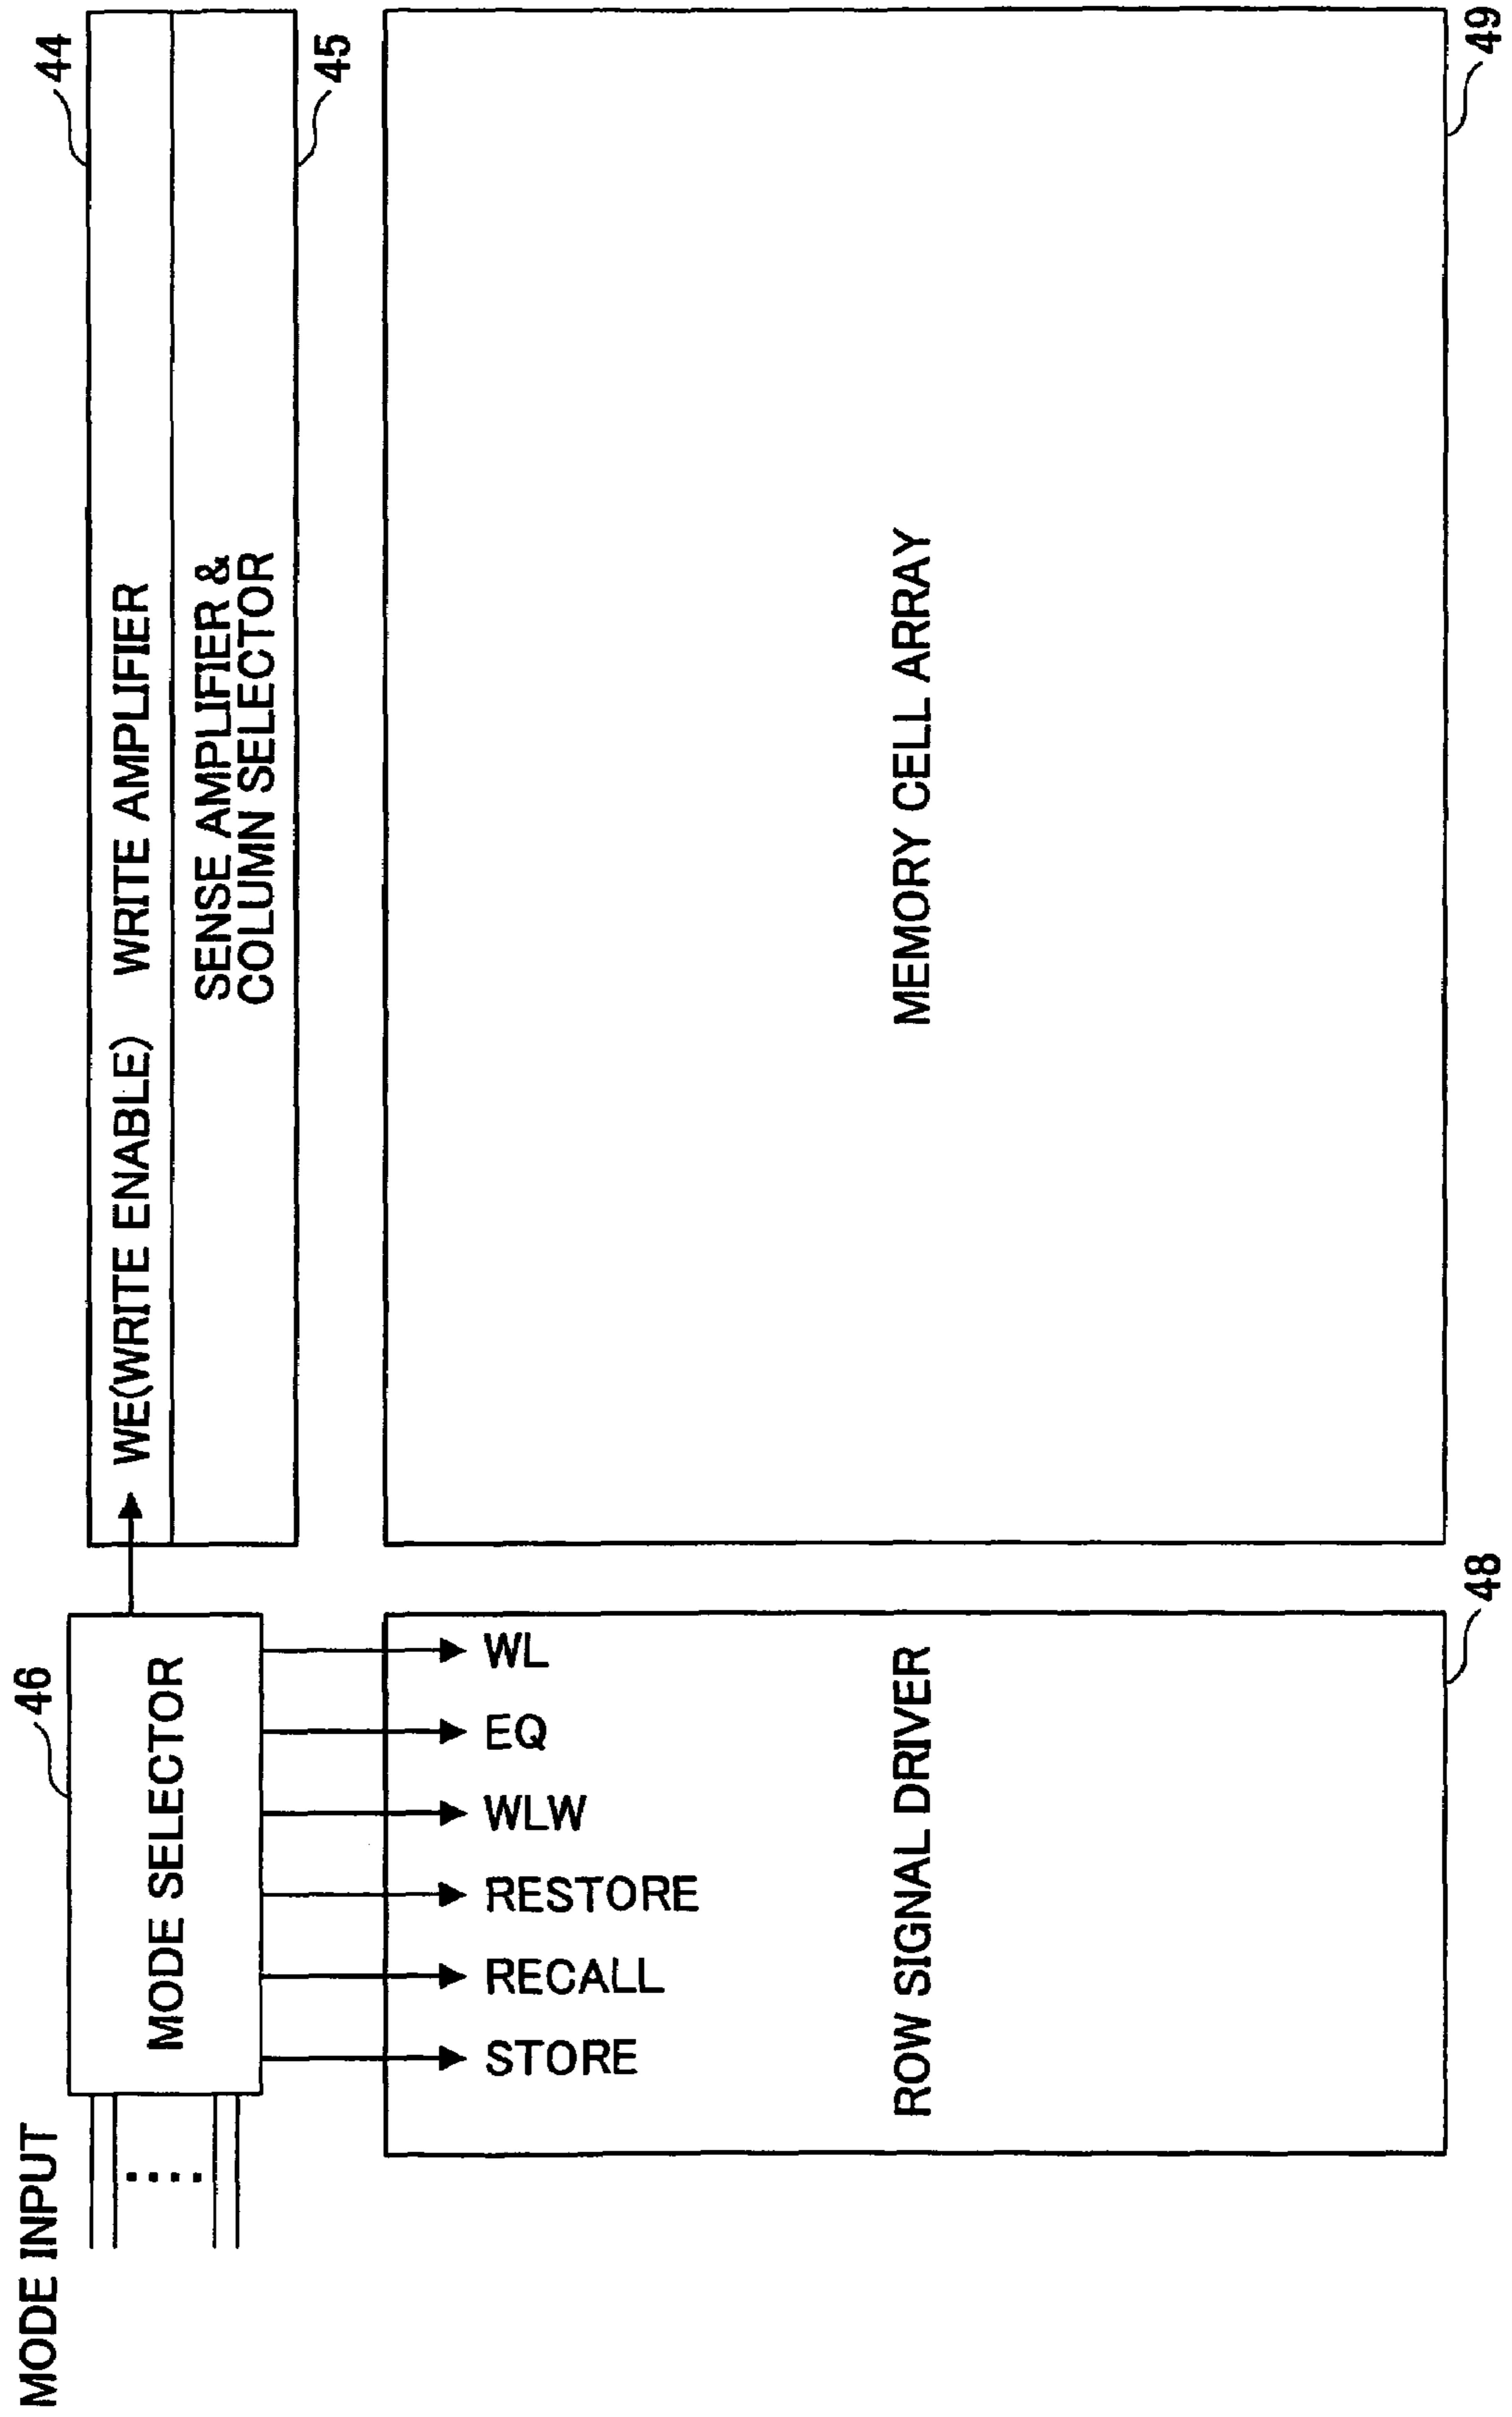 MODE INPUT
46
MODE SELECTOR
WE(WRITE ENABLE) WRITE AMPLIFIER
44
SENSE AMPLIFIER &
COLUMN SELECTOR
45
STORE
RECALL
RESTORE
WLW
EQ
WL
ROW SIGNAL DRIVER
48
MEMORY CELL ARRAY
49